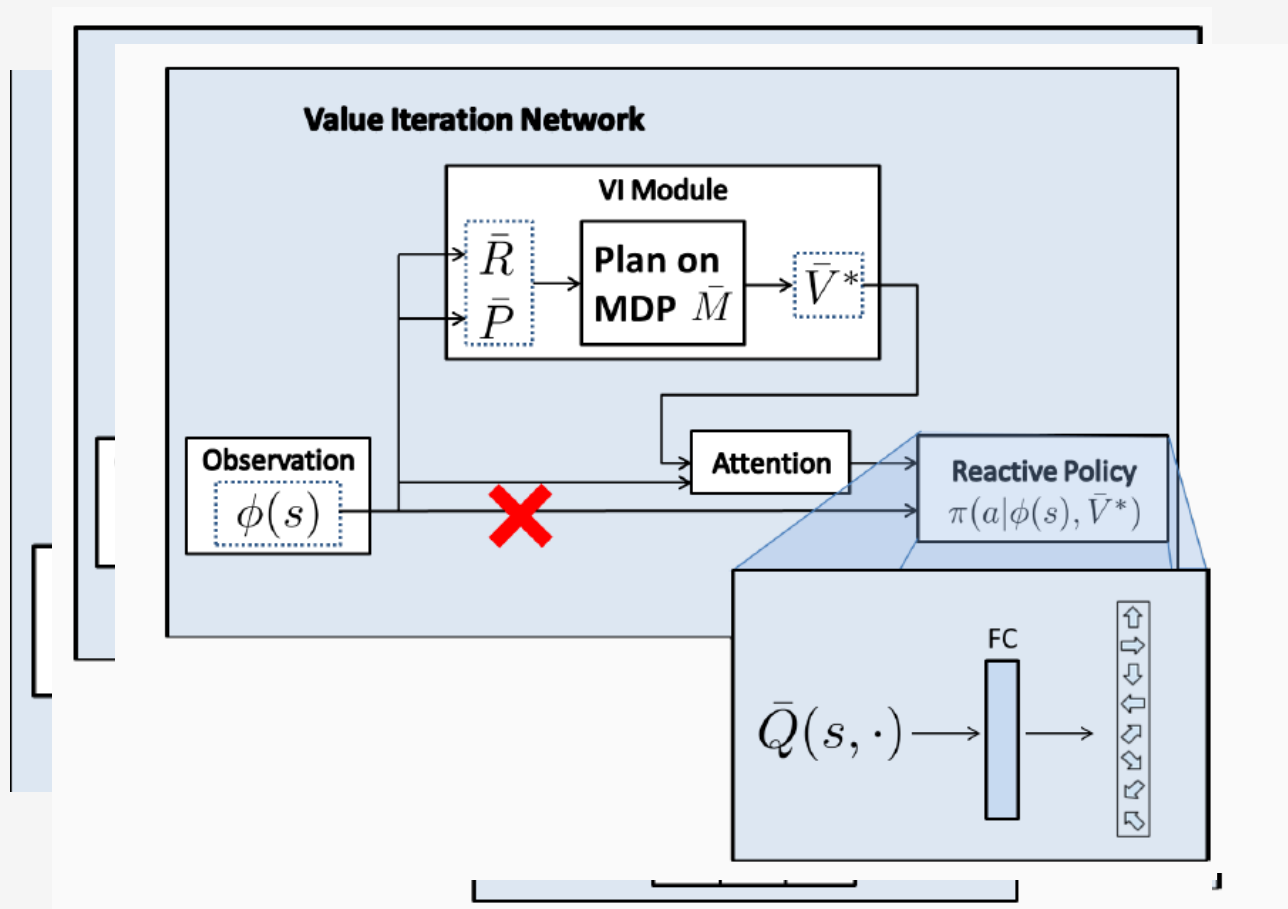 Value Iteration Network
VI Module
R̄
P̄
Plan on
MDP M̄
V̄*
Observation
ϕ(s)
Attention
Reactive Policy
π(a|ϕ(s), V̄*)
FC
Q̄(s, ·)